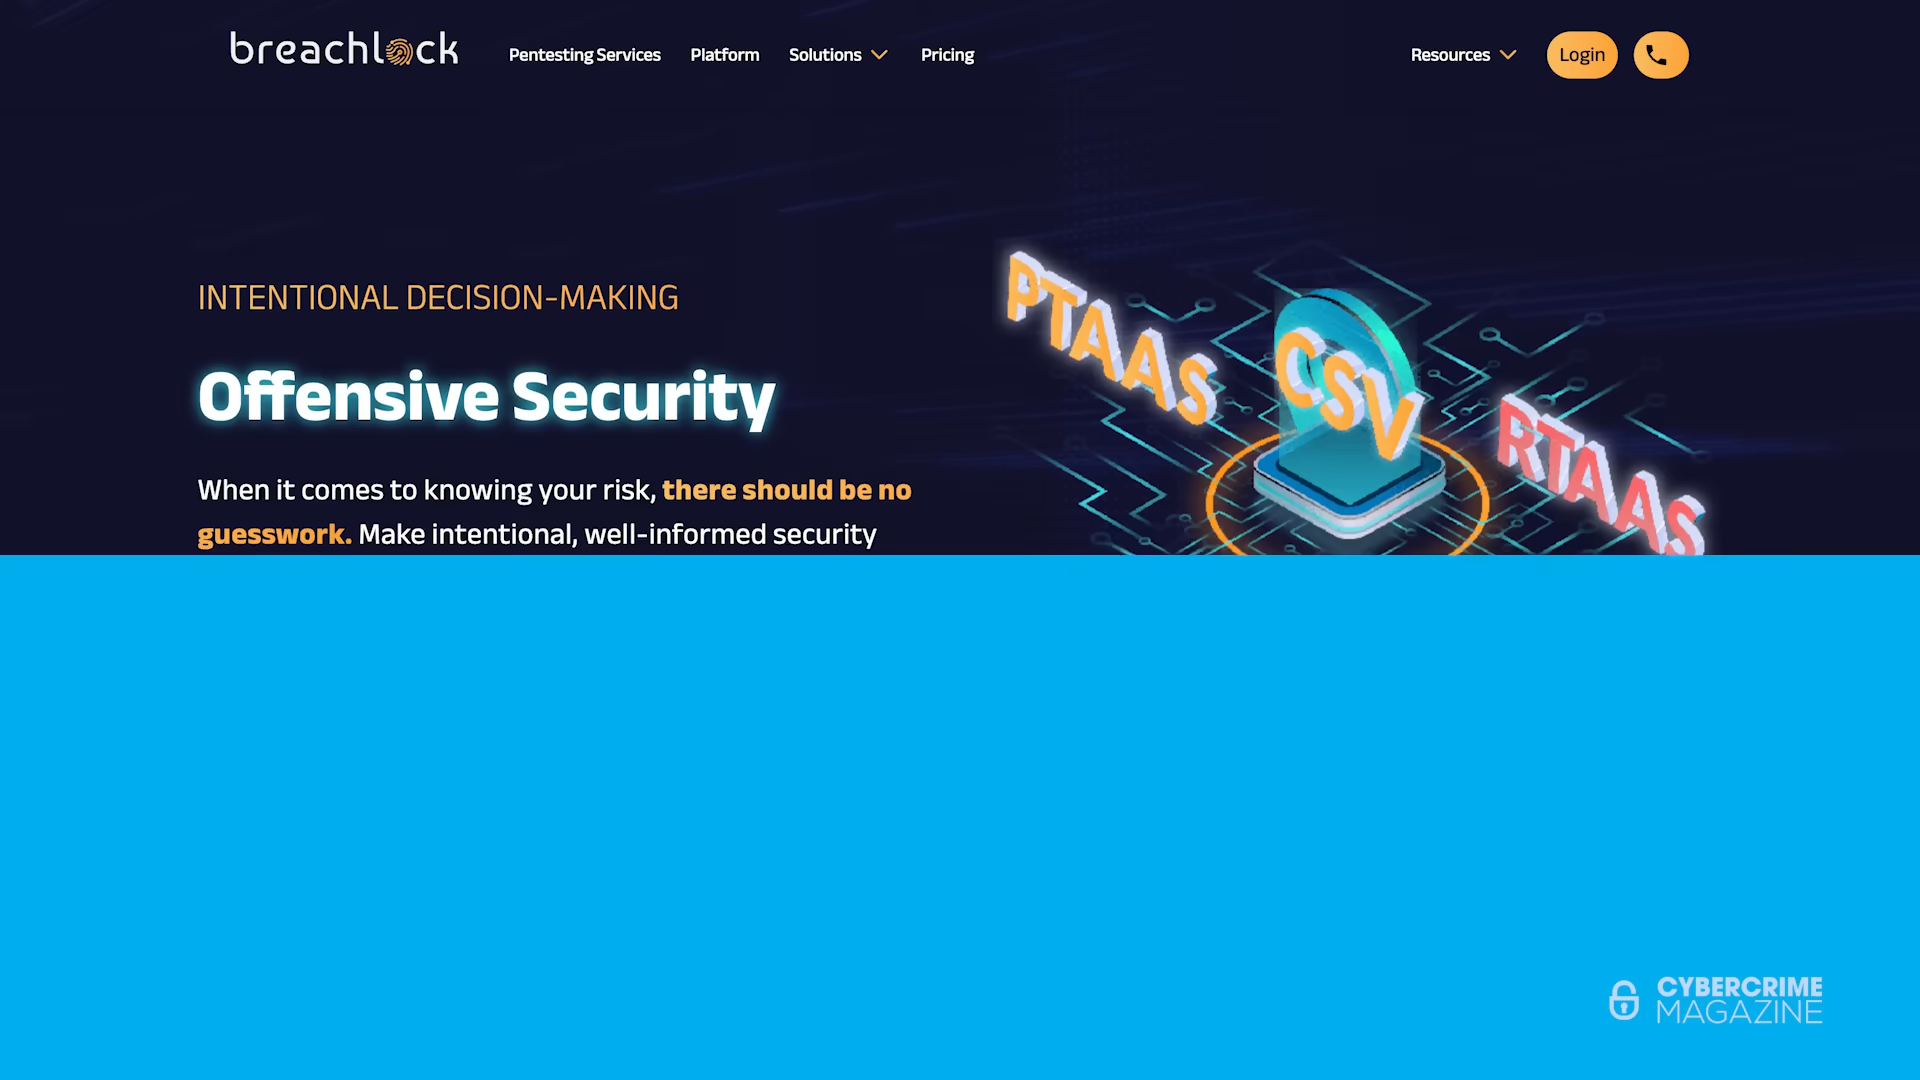 breachlock
Pentesting Services
Platform
Solutions
Pricing
Resources
Login
INTENTIONAL DECISION-MAKING
Offensive Security
When it comes to knowing your risk, there should be no
guesswork. Make intentional, well-informed security
PTAAS
CSV
RTAAS
CYBERCRIME
MAGAZINE